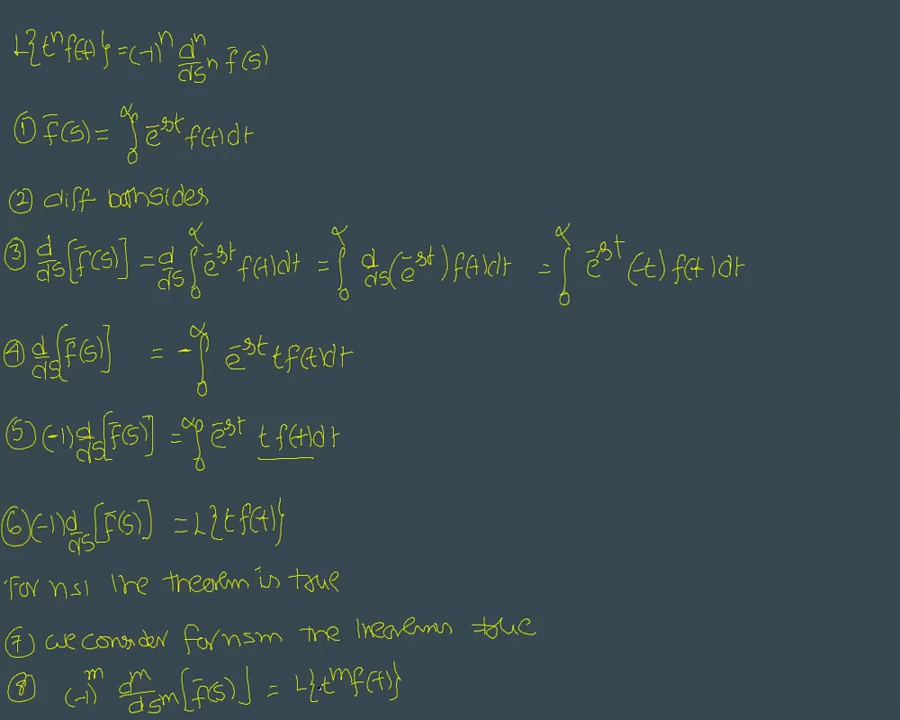 L{tⁿf(t)} = (-1)ⁿ dⁿ/dsⁿ f̄(s)
① f̄(s) = ∫₀^∝ e^-st f(t)dt
② diff bothsides
③ d/ds[f̄(s)] = d/ds ∫₀^∝ e^-st f(t)dt = ∫₀^∝ d/ds(e^-st) f(t)dt = ∫₀^∝ e^-st (-t) f(t)dt
④ d/ds[f̄(s)] = -∫₀^∝ e^-st t f(t)dt
⑤ (-1) d/ds[f̄(s)] = ∫₀^∝ e^-st t f(t)dt
⑥ (-1) d/ds[f̄(s)] = L{t f(t)}
For n=1 the theorem is true
⑦ we consider for n=m the theorem is true
⑧ (-1)^m d^m/ds^m [f̄(s)] = L{t^m f(t)}